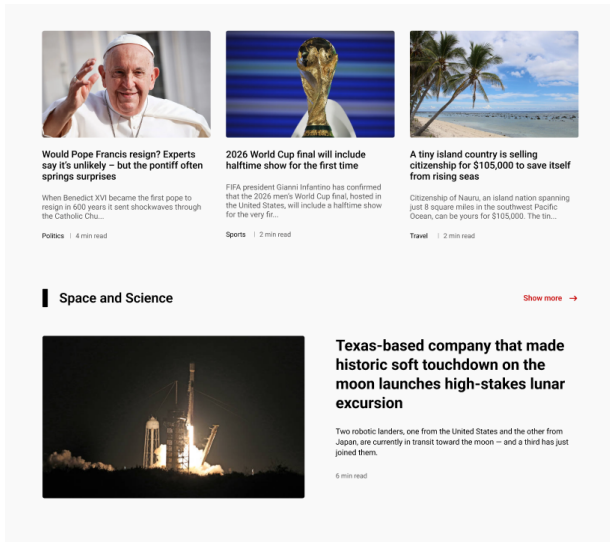 Would Pope Francis resign? Experts
say it's unlikely – but the pontiff often
springs surprises
When Benedict XVI became the first pope to
resign in 600 years it sent shockwaves through
the Catholic Chu...
Politics | 4 min read
2026 World Cup final will include
halftime show for the first time
FIFA president Gianni Infantino has confirmed
that the 2026 men's World Cup final, hosted in
the United States, will include a halftime show
for the very fir...
Sports | 2 min read
A tiny island country is selling
citizenship for $105,000 to save itself
from rising seas
Citizenship of Nauru, an island nation spanning
just 8 square miles in the southwest Pacific
Ocean, can be yours for $105,000. The tin...
Travel | 2 min read
Space and Science
Show more →
Texas-based company that made
historic soft touchdown on the
moon launches high-stakes lunar
excursion
Two robotic landers, one from the United States and the other from
Japan, are currently in transit toward the moon — and a third has just
joined them.
6 min read